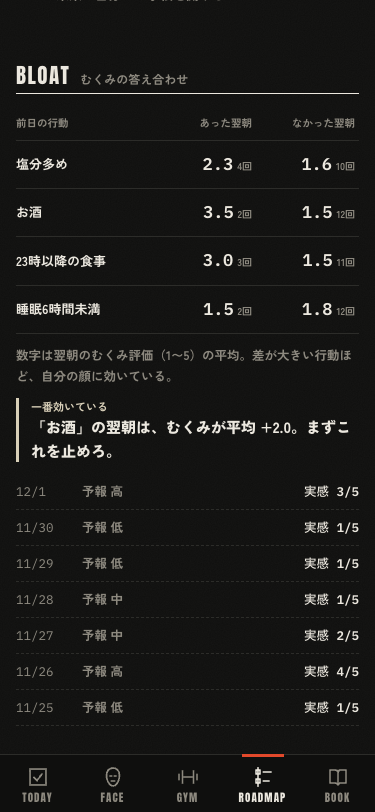 BLOAT むくみの答え合わせ
前日の行動 あった翌朝 なかった翌朝
塩分多め 2.3 4回 1.6 10回
お酒 3.5 2回 1.5 12回
23時以降の食事 3.0 3回 1.5 11回
睡眠6時間未満 1.5 2回 1.8 12回
数字は翌朝のむくみ評価（1〜5）の平均。差が大きい行動ほ
ど、自分の顔に効いている。
一番効いている
「お酒」の翌朝は、むくみが平均 +2.0。まずこ
れを止めろ。
12/1 予報 高 実感 3/5
11/30 予報 低 実感 1/5
11/29 予報 低 実感 1/5
11/28 予報 中 実感 1/5
11/27 予報 中 実感 2/5
11/26 予報 高 実感 4/5
11/25 予報 低 実感 1/5
TODAY FACE GYM ROADMAP BOOK